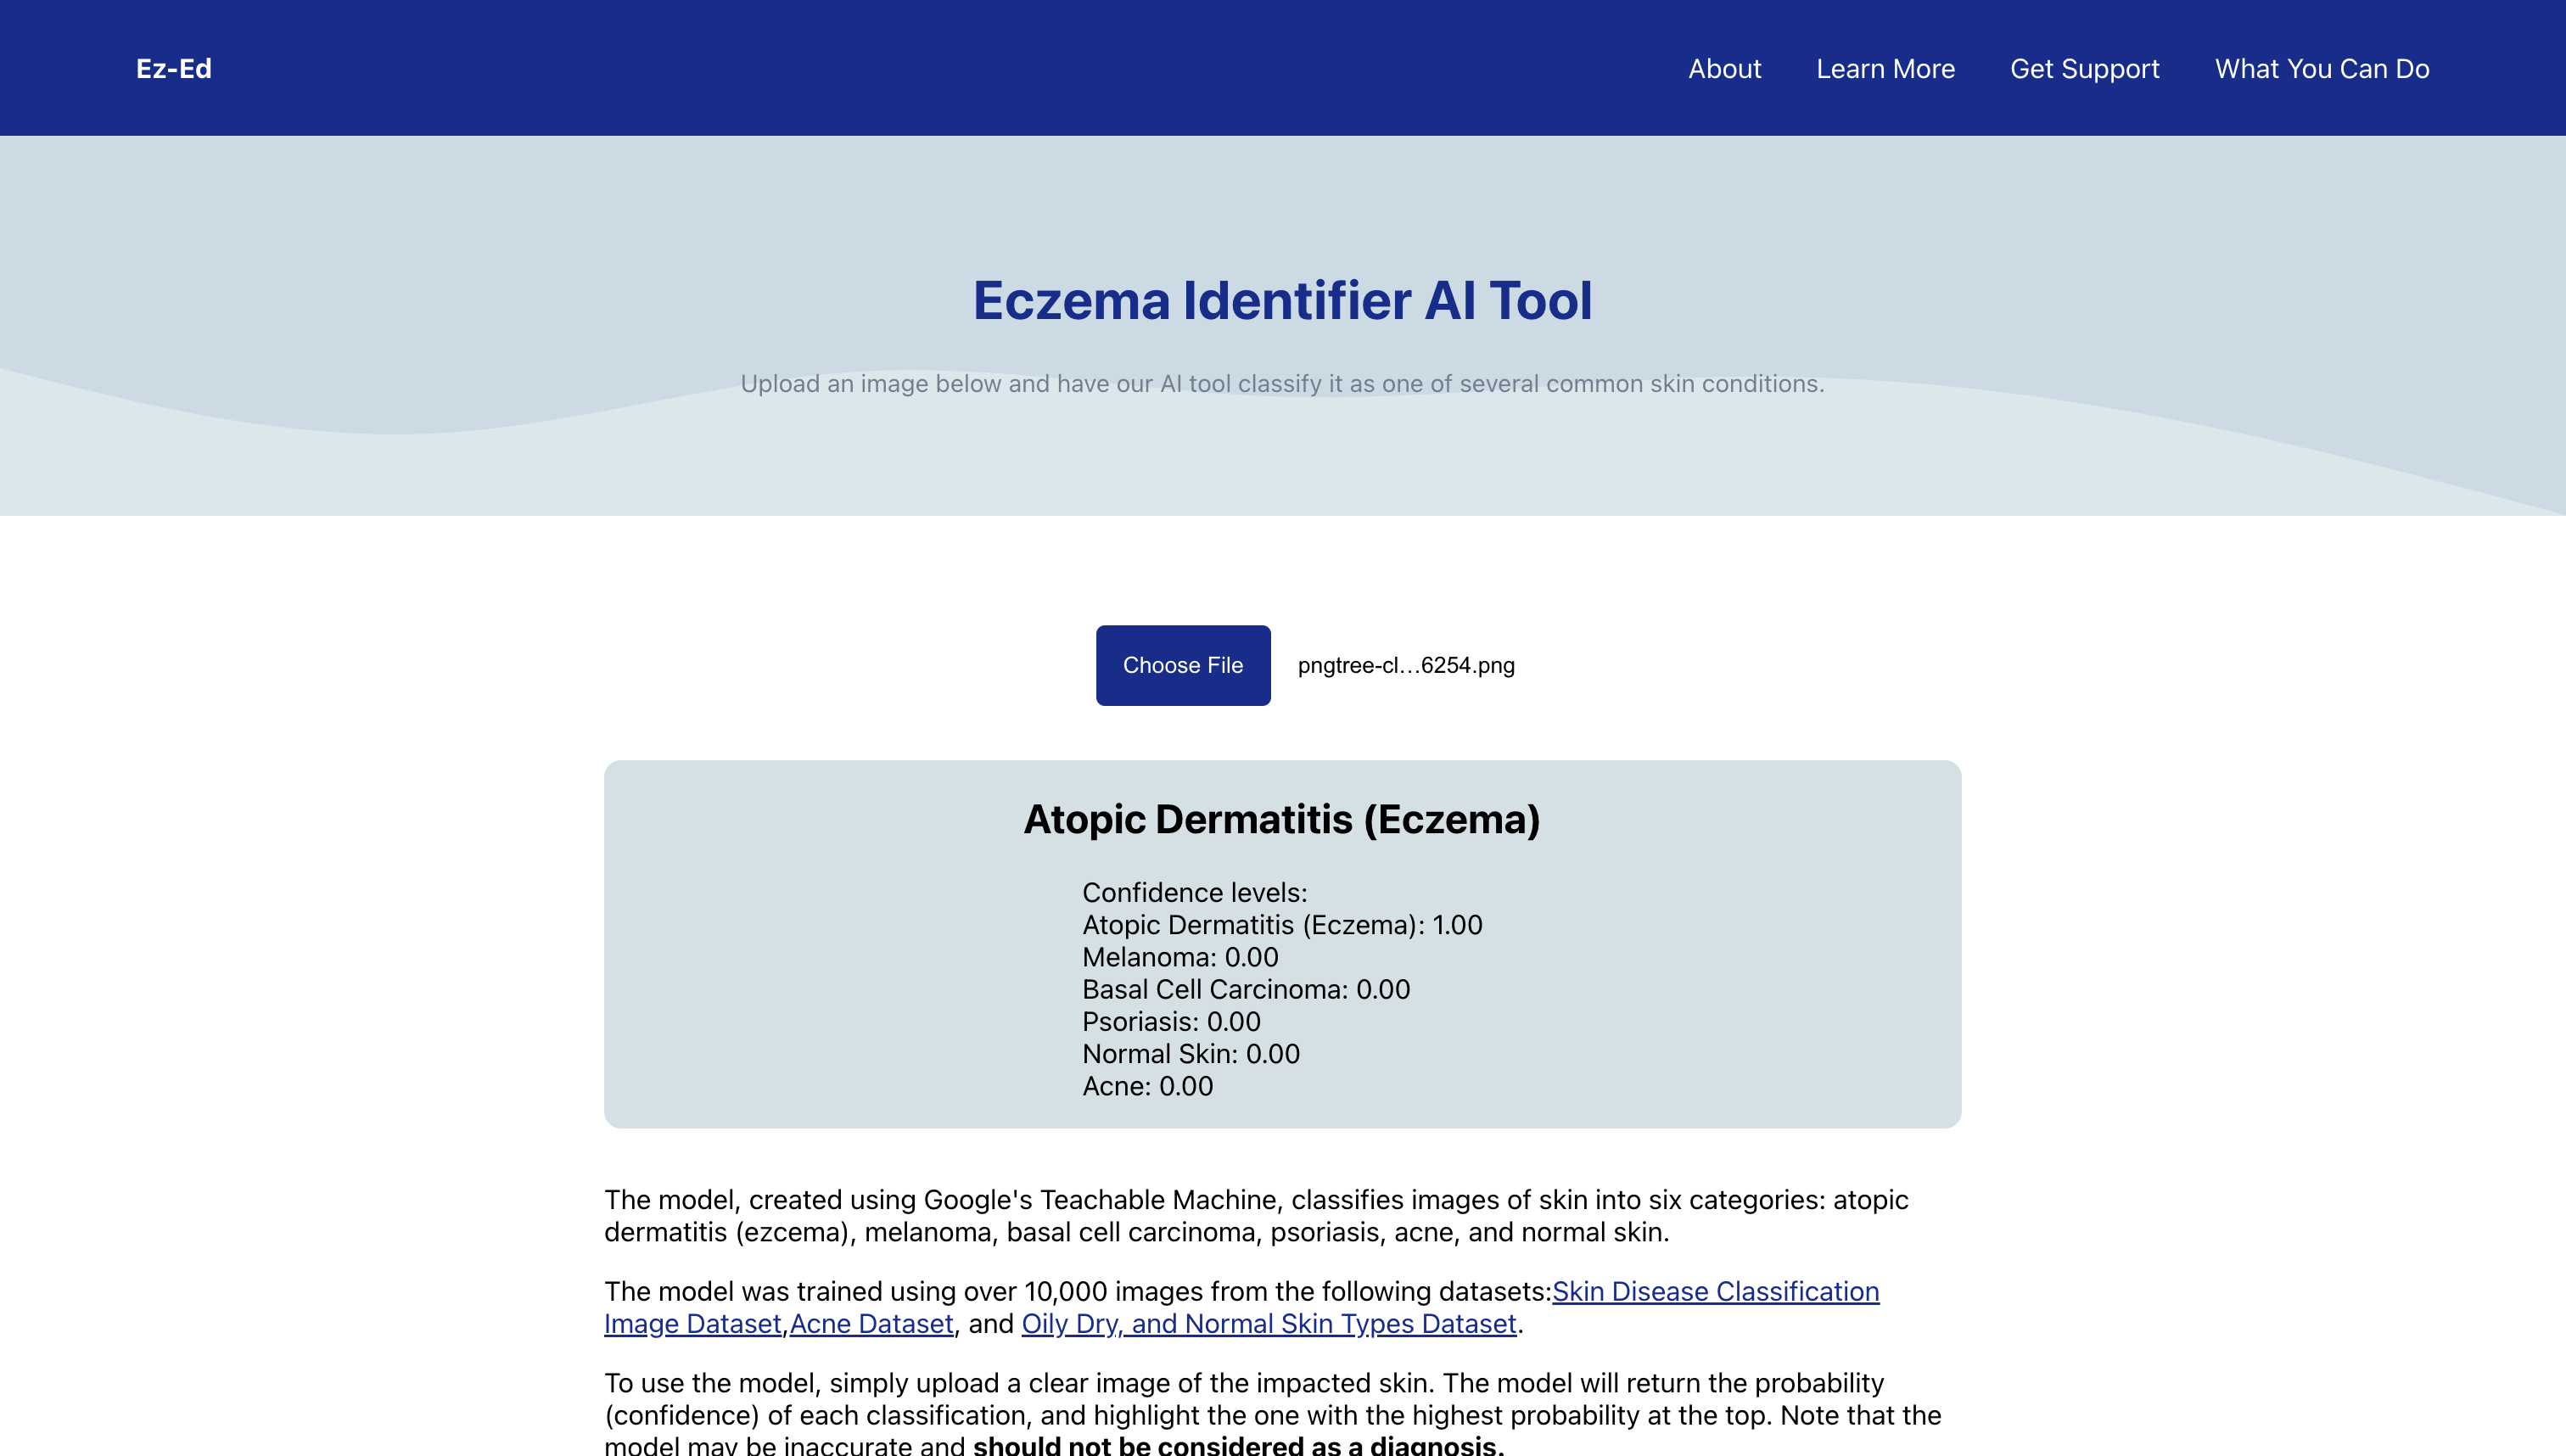 Ez-Ed
About
Learn More
Get Support
What You Can Do
Eczema Identifier AI Tool
Upload an image below and have our AI tool classify it as one of several common skin conditions.
Choose File
pngtree-cl...6254.png
Atopic Dermatitis (Eczema)
Confidence levels:
Atopic Dermatitis (Eczema): 1.00
Melanoma: 0.00
Basal Cell Carcinoma: 0.00
Psoriasis: 0.00
Normal Skin: 0.00
Acne: 0.00
The model, created using Google's Teachable Machine, classifies images of skin into six categories: atopic
dermatitis (ezcema), melanoma, basal cell carcinoma, psoriasis, acne, and normal skin.
The model was trained using over 10,000 images from the following datasets:Skin Disease Classification
Image Dataset,Acne Dataset, and Oily Dry, and Normal Skin Types Dataset.
To use the model, simply upload a clear image of the impacted skin. The model will return the probability
(confidence) of each classification, and highlight the one with the highest probability at the top. Note that the
model may be inaccurate and should not be considered as a diagnosis.